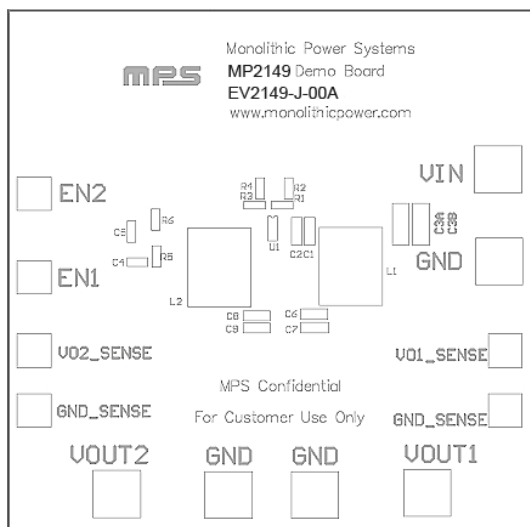 Monolithic Power Systems
mps
MP2149 Demo Board
EV2149-J-00A
www.monolithicpower.com
VIN
EN2
R4
R2
R3
R1
R6
C5
C3A
C3B
U1
C2
C1
GND
C4
R5
EN1
L2
L1
C8
C6
C9
C7
VO2_SENSE
VO1_SENSE
MPS Confidential
GND_SENSE
For Customer Use Only
GND_SENSE
VOUT2
GND
GND
VOUT1